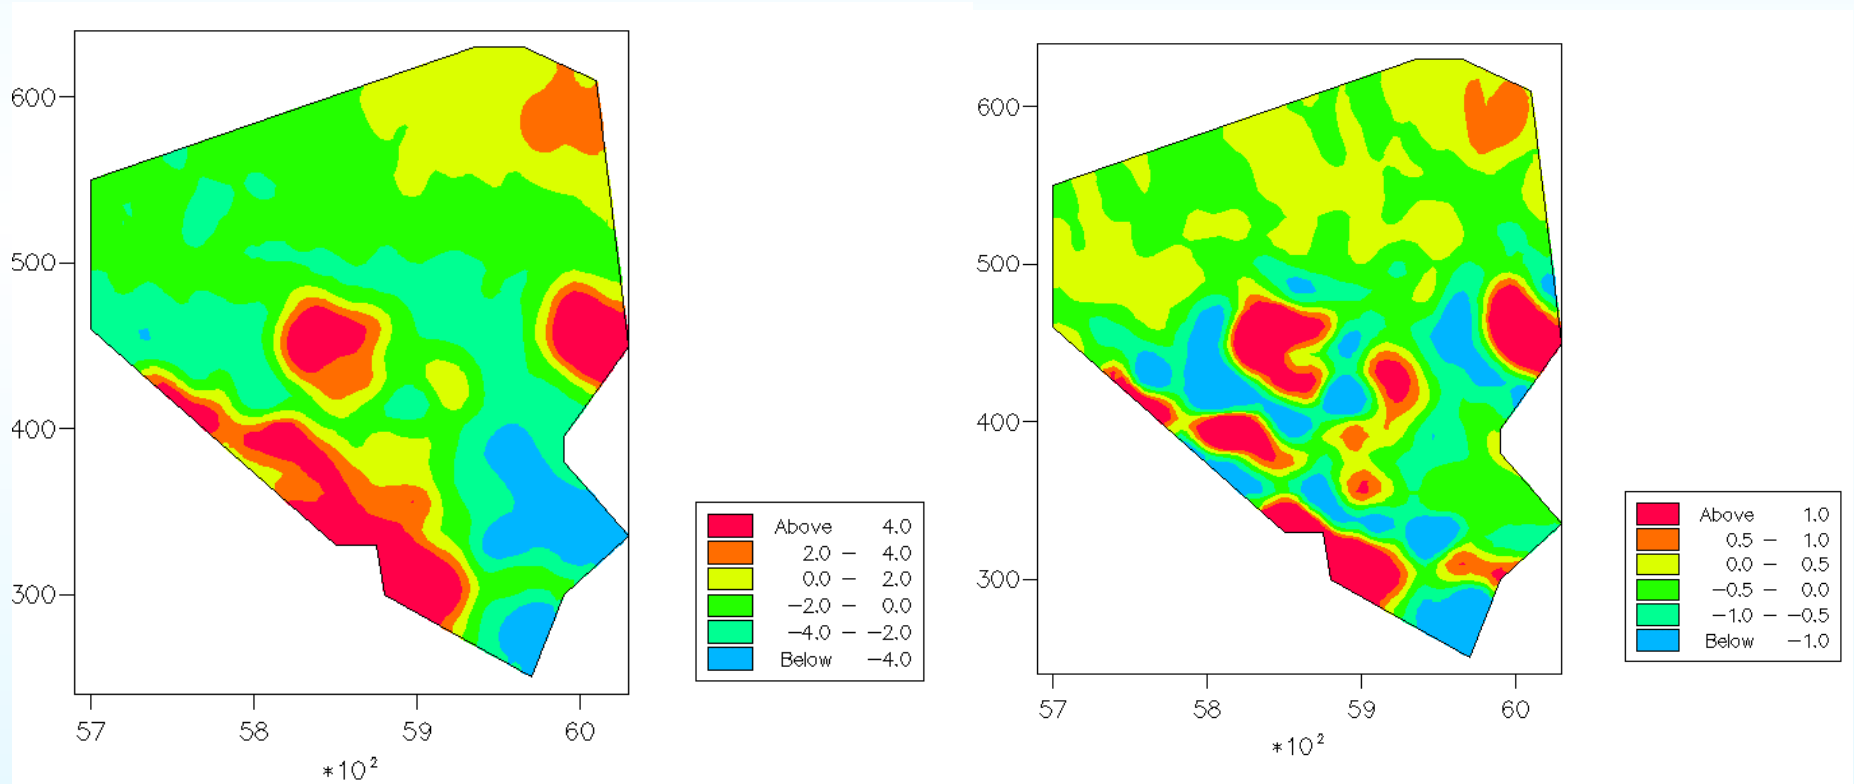 600
500
400
300
57 58 59 60
*10²
Above 4.0
2.0 – 4.0
0.0 – 2.0
−2.0 – 0.0
−4.0 – −2.0
Below −4.0
600
500
400
300
57 58 59 60
*10²
Above 1.0
0.5 – 1.0
0.0 – 0.5
−0.5 – 0.0
−1.0 – −0.5
Below −1.0